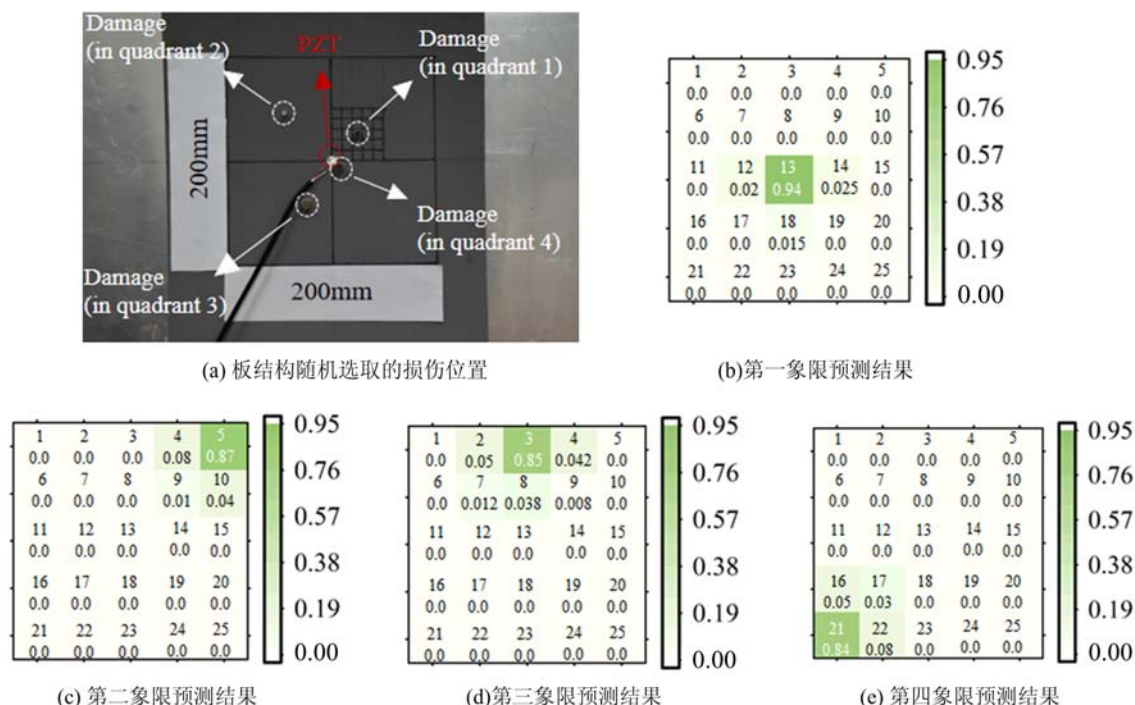 Damage
(in quadrant 2)
PZT
Damage
(in quadrant 1)
200mm
Damage
(in quadrant 4)
Damage
(in quadrant 3)
200mm
(a) 板结构随机选取的损伤位置
1 2 3 4 5
0.0 0.0 0.0 0.0 0.0
6 7 8 9 10
0.0 0.0 0.0 0.0 0.0
11 12 13 14 15
0.0 0.02 0.94 0.025 0.0
16 17 18 19 20
0.0 0.0 0.015 0.0 0.0
21 22 23 24 25
0.0 0.0 0.0 0.0 0.0
0.95
0.76
0.57
0.38
0.19
0.00
(b)第一象限预测结果
1 2 3 4 5
0.0 0.0 0.0 0.08 0.87
6 7 8 9 10
0.0 0.0 0.0 0.01 0.04
11 12 13 14 15
0.0 0.0 0.0 0.0 0.0
16 17 18 19 20
0.0 0.0 0.0 0.0 0.0
21 22 23 24 25
0.0 0.0 0.0 0.0 0.0
0.95
0.76
0.57
0.38
0.19
0.00
(c) 第二象限预测结果
1 2 3 4 5
0.0 0.05 0.85 0.042 0.0
6 7 8 9 10
0.0 0.012 0.038 0.008 0.0
11 12 13 14 15
0.0 0.0 0.0 0.0 0.0
16 17 18 19 20
0.0 0.0 0.0 0.0 0.0
21 22 23 24 25
0.0 0.0 0.0 0.0 0.0
0.95
0.76
0.57
0.38
0.19
0.00
(d)第三象限预测结果
1 2 3 4 5
0.0 0.0 0.0 0.0 0.0
6 7 8 9 10
0.0 0.0 0.0 0.0 0.0
11 12 13 14 15
0.0 0.0 0.0 0.0 0.0
16 17 18 19 20
0.05 0.03 0.0 0.0 0.0
21 22 23 24 25
0.84 0.08 0.0 0.0 0.0
0.95
0.76
0.57
0.38
0.19
0.00
(e) 第四象限预测结果